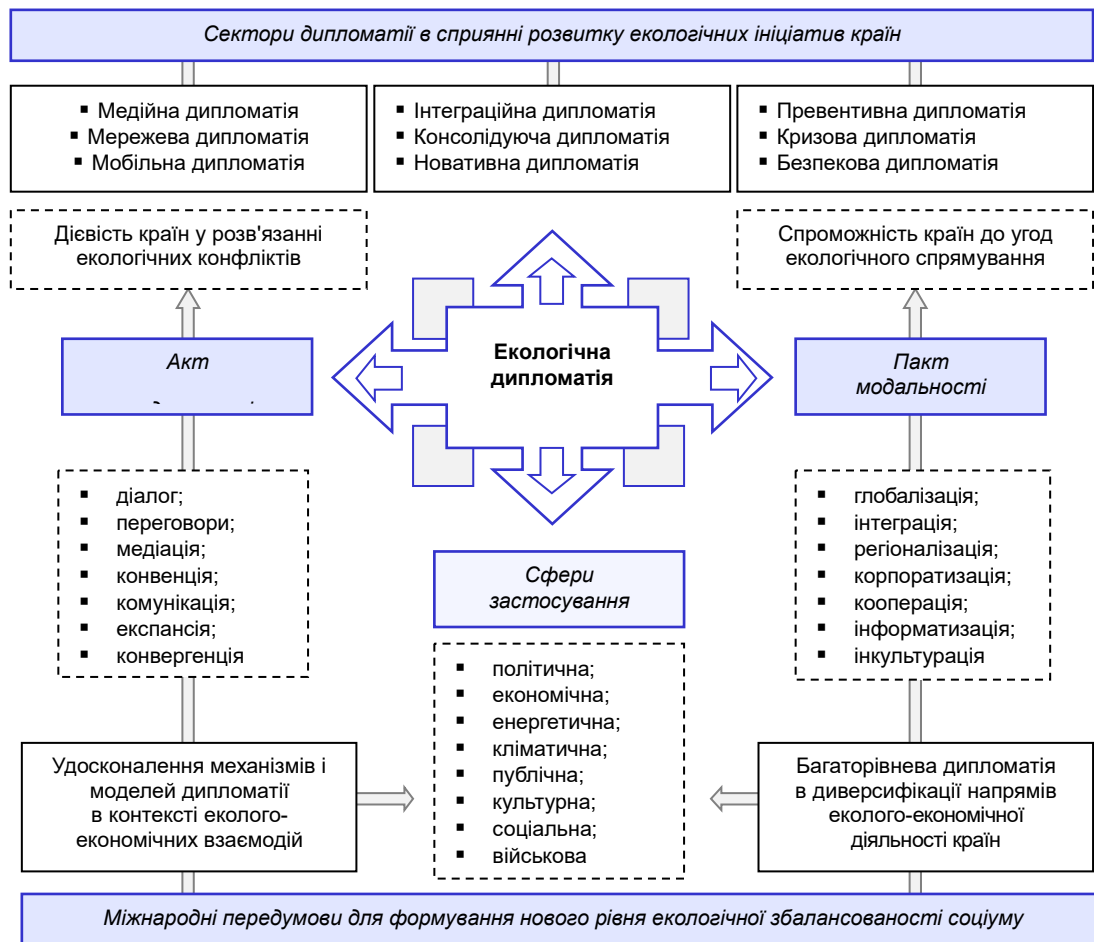 Сектори дипломатії в сприянні розвитку екологічних ініціатив країн
▪ Медійна дипломатія
▪ Мережева дипломатія
▪ Мобільна дипломатія
▪ Інтеграційна дипломатія
▪ Консолідуюча дипломатія
▪ Новативна дипломатія
▪ Превентивна дипломатія
▪ Кризова дипломатія
▪ Безпекова дипломатія
Дієвість країн у розв'язанні
екологічних конфліктів
Спроможність країн до угод
екологічного спрямування
Екологічна
дипломатія
Акт
Пакт
модальності
▪ діалог;
▪ переговори;
▪ медіація;
▪ конвенція;
▪ комунікація;
▪ експансія;
▪ конвергенція
Сфери
застосування
▪ політична;
▪ економічна;
▪ енергетична;
▪ кліматична;
▪ публічна;
▪ культурна;
▪ соціальна;
▪ військова
▪ глобалізація;
▪ інтеграція;
▪ регіоналізація;
▪ корпоратизація;
▪ кооперація;
▪ інформатизація;
▪ інкультурація
Удосконалення механізмів і
моделей дипломатії
в контексті еколого-
економічних взаємодій
Багаторівнева дипломатія
в диверсифікації напрямів
еколого-економічної
діяльності країн
Міжнародні передумови для формування нового рівня екологічної збалансованості соціуму